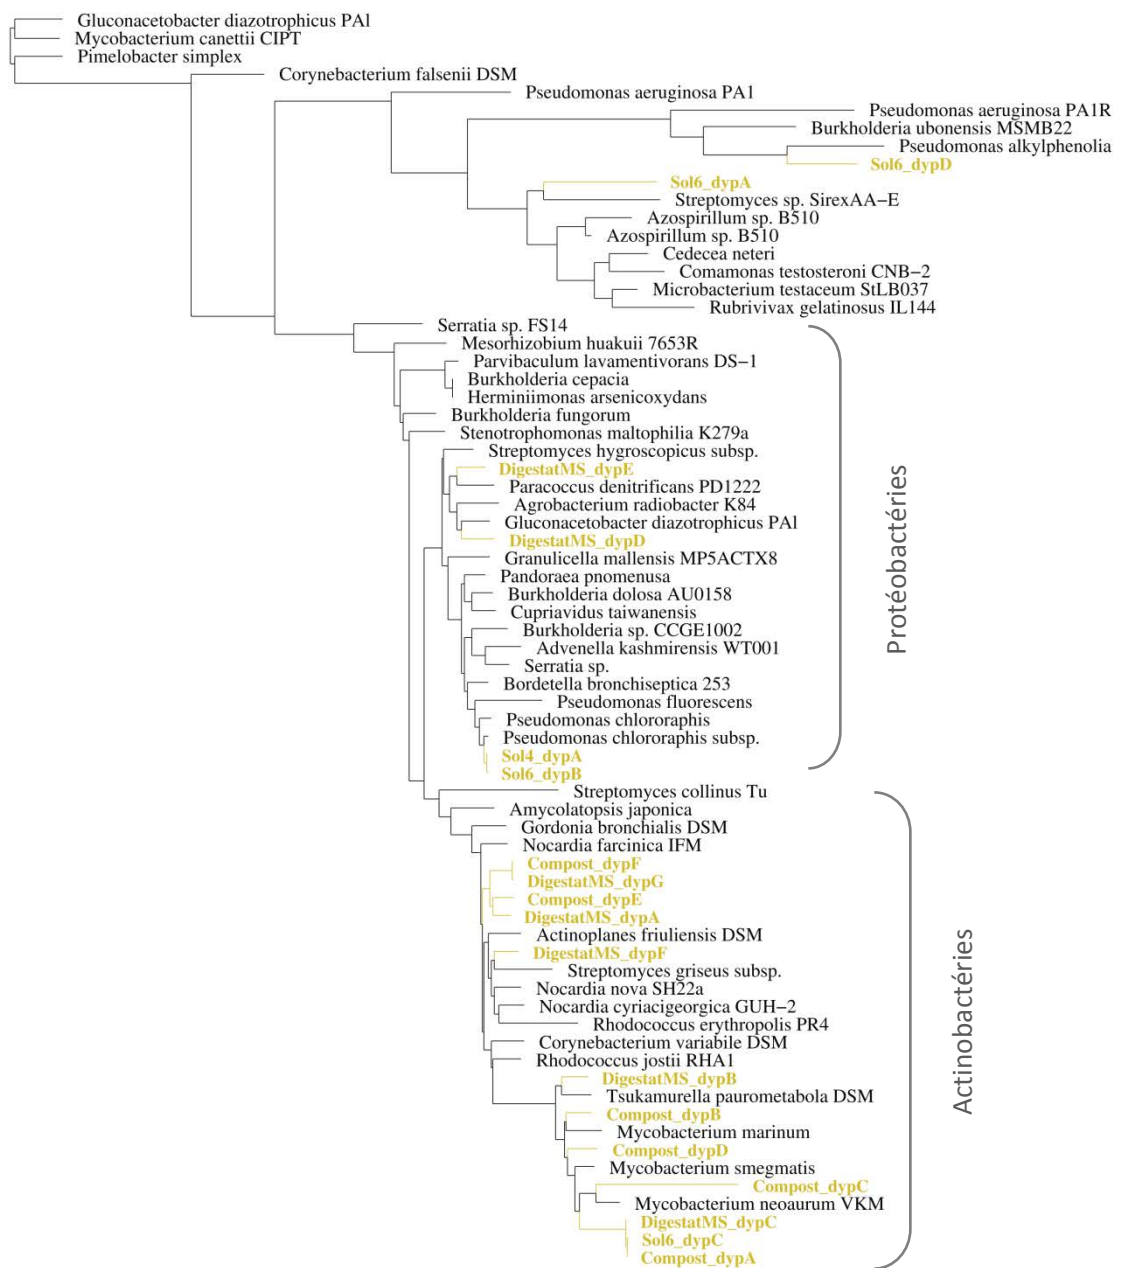 Gluconacetobacter diazotrophicus PAl
Mycobacterium canettii CIPT
Pimelobacter simplex
Corynebacterium falsenii DSM
Pseudomonas aeruginosa PA1
Pseudomonas aeruginosa PA1R
Burkholderia ubonensis MSMB22
Pseudomonas alkylphenolia
Sol6_dypD
Sol6_dypA
Streptomyces sp. SirexAA−E
Azospirillum sp. B510
Azospirillum sp. B510
Cedecea neteri
Comamonas testosteroni CNB−2
Microbacterium testaceum StLB037
Rubrivivax gelatinosus IL144
Serratia sp. FS14
Mesorhizobium huakuii 7653R
Parvibaculum lavamentivorans DS−1
Burkholderia cepacia
Herminiimonas arsenicoxydans
Burkholderia fungorum
Stenotrophomonas maltophilia K279a
Streptomyces hygroscopicus subsp.
DigestatMS_dypE
Paracoccus denitrificans PD1222
Agrobacterium radiobacter K84
Gluconacetobacter diazotrophicus PAl
DigestatMS_dypD
Granulicella mallensis MP5ACTX8
Pandoraea pnomenusa
Burkholderia dolosa AU0158
Cupriavidus taiwanensis
Burkholderia sp. CCGE1002
Advenella kashmirensis WT001
Serratia sp.
Bordetella bronchiseptica 253
Pseudomonas fluorescens
Pseudomonas chlororaphis
Pseudomonas chlororaphis subsp.
Sol4_dypA
Sol6_dypB
Protéobactéries
Streptomyces collinus Tu
Amycolatopsis japonica
Gordonia bronchialis DSM
Nocardia farcinica IFM
Compost_dypF
DigestatMS_dypG
Compost_dypE
DigestatMS_dypA
Actinoplanes friuliensis DSM
DigestatMS_dypF
Streptomyces griseus subsp.
Nocardia nova SH22a
Nocardia cyriacigeorgica GUH−2
Rhodococcus erythropolis PR4
Corynebacterium variabile DSM
Rhodococcus jostii RHA1
DigestatMS_dypB
Tsukamurella paurometabola DSM
Compost_dypB
Mycobacterium marinum
Compost_dypD
Mycobacterium smegmatis
Compost_dypC
Mycobacterium neoaurum VKM
DigestatMS_dypC
Sol6_dypC
Compost_dypA
Actinobactéries